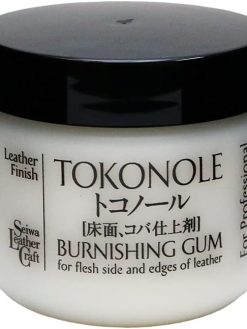 Leather
Finish
TOKONOLE
トコノール
[床面、コバ仕上剤]
BURNISHING GUM
for flesh side and edges of leather
Seiwa
Leather
Craft
For Professional